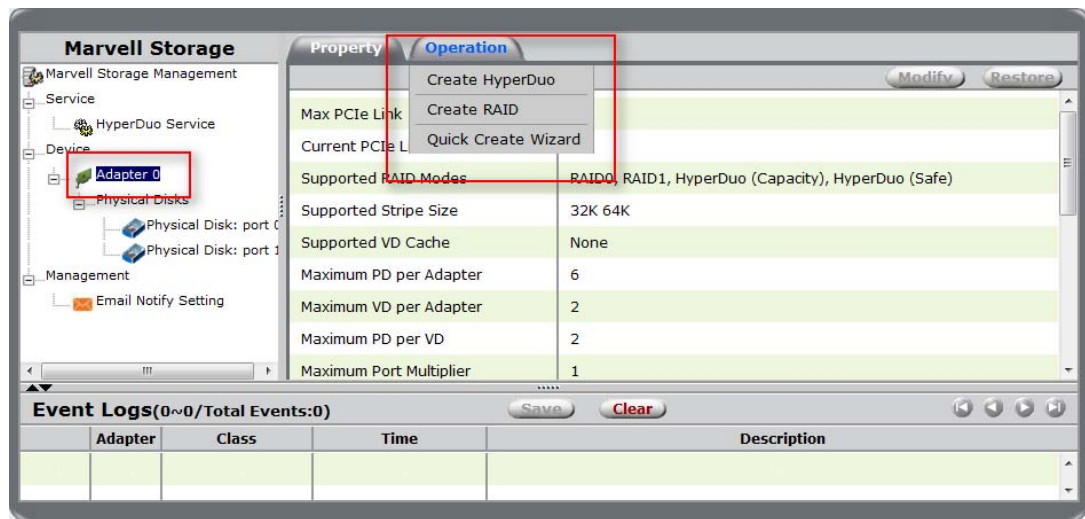 Marvell Storage
Marvell Storage Management
Service
HyperDuo Service
Device
Adapter 0
Physical Disks
Physical Disk: port 0
Physical Disk: port 1
Management
Email Notify Setting
Property
Operation
Create HyperDuo
Create RAID
Quick Create Wizard
Modify
Restore
Max PCIe Link
Current PCIe L
Supported RAID Modes RAID0, RAID1, HyperDuo (Capacity), HyperDuo (Safe)
Supported Stripe Size 32K 64K
Supported VD Cache None
Maximum PD per Adapter 6
Maximum VD per Adapter 2
Maximum PD per VD 2
Maximum Port Multiplier 1
Event Logs(0~0/Total Events:0) Save Clear
Adapter Class Time Description